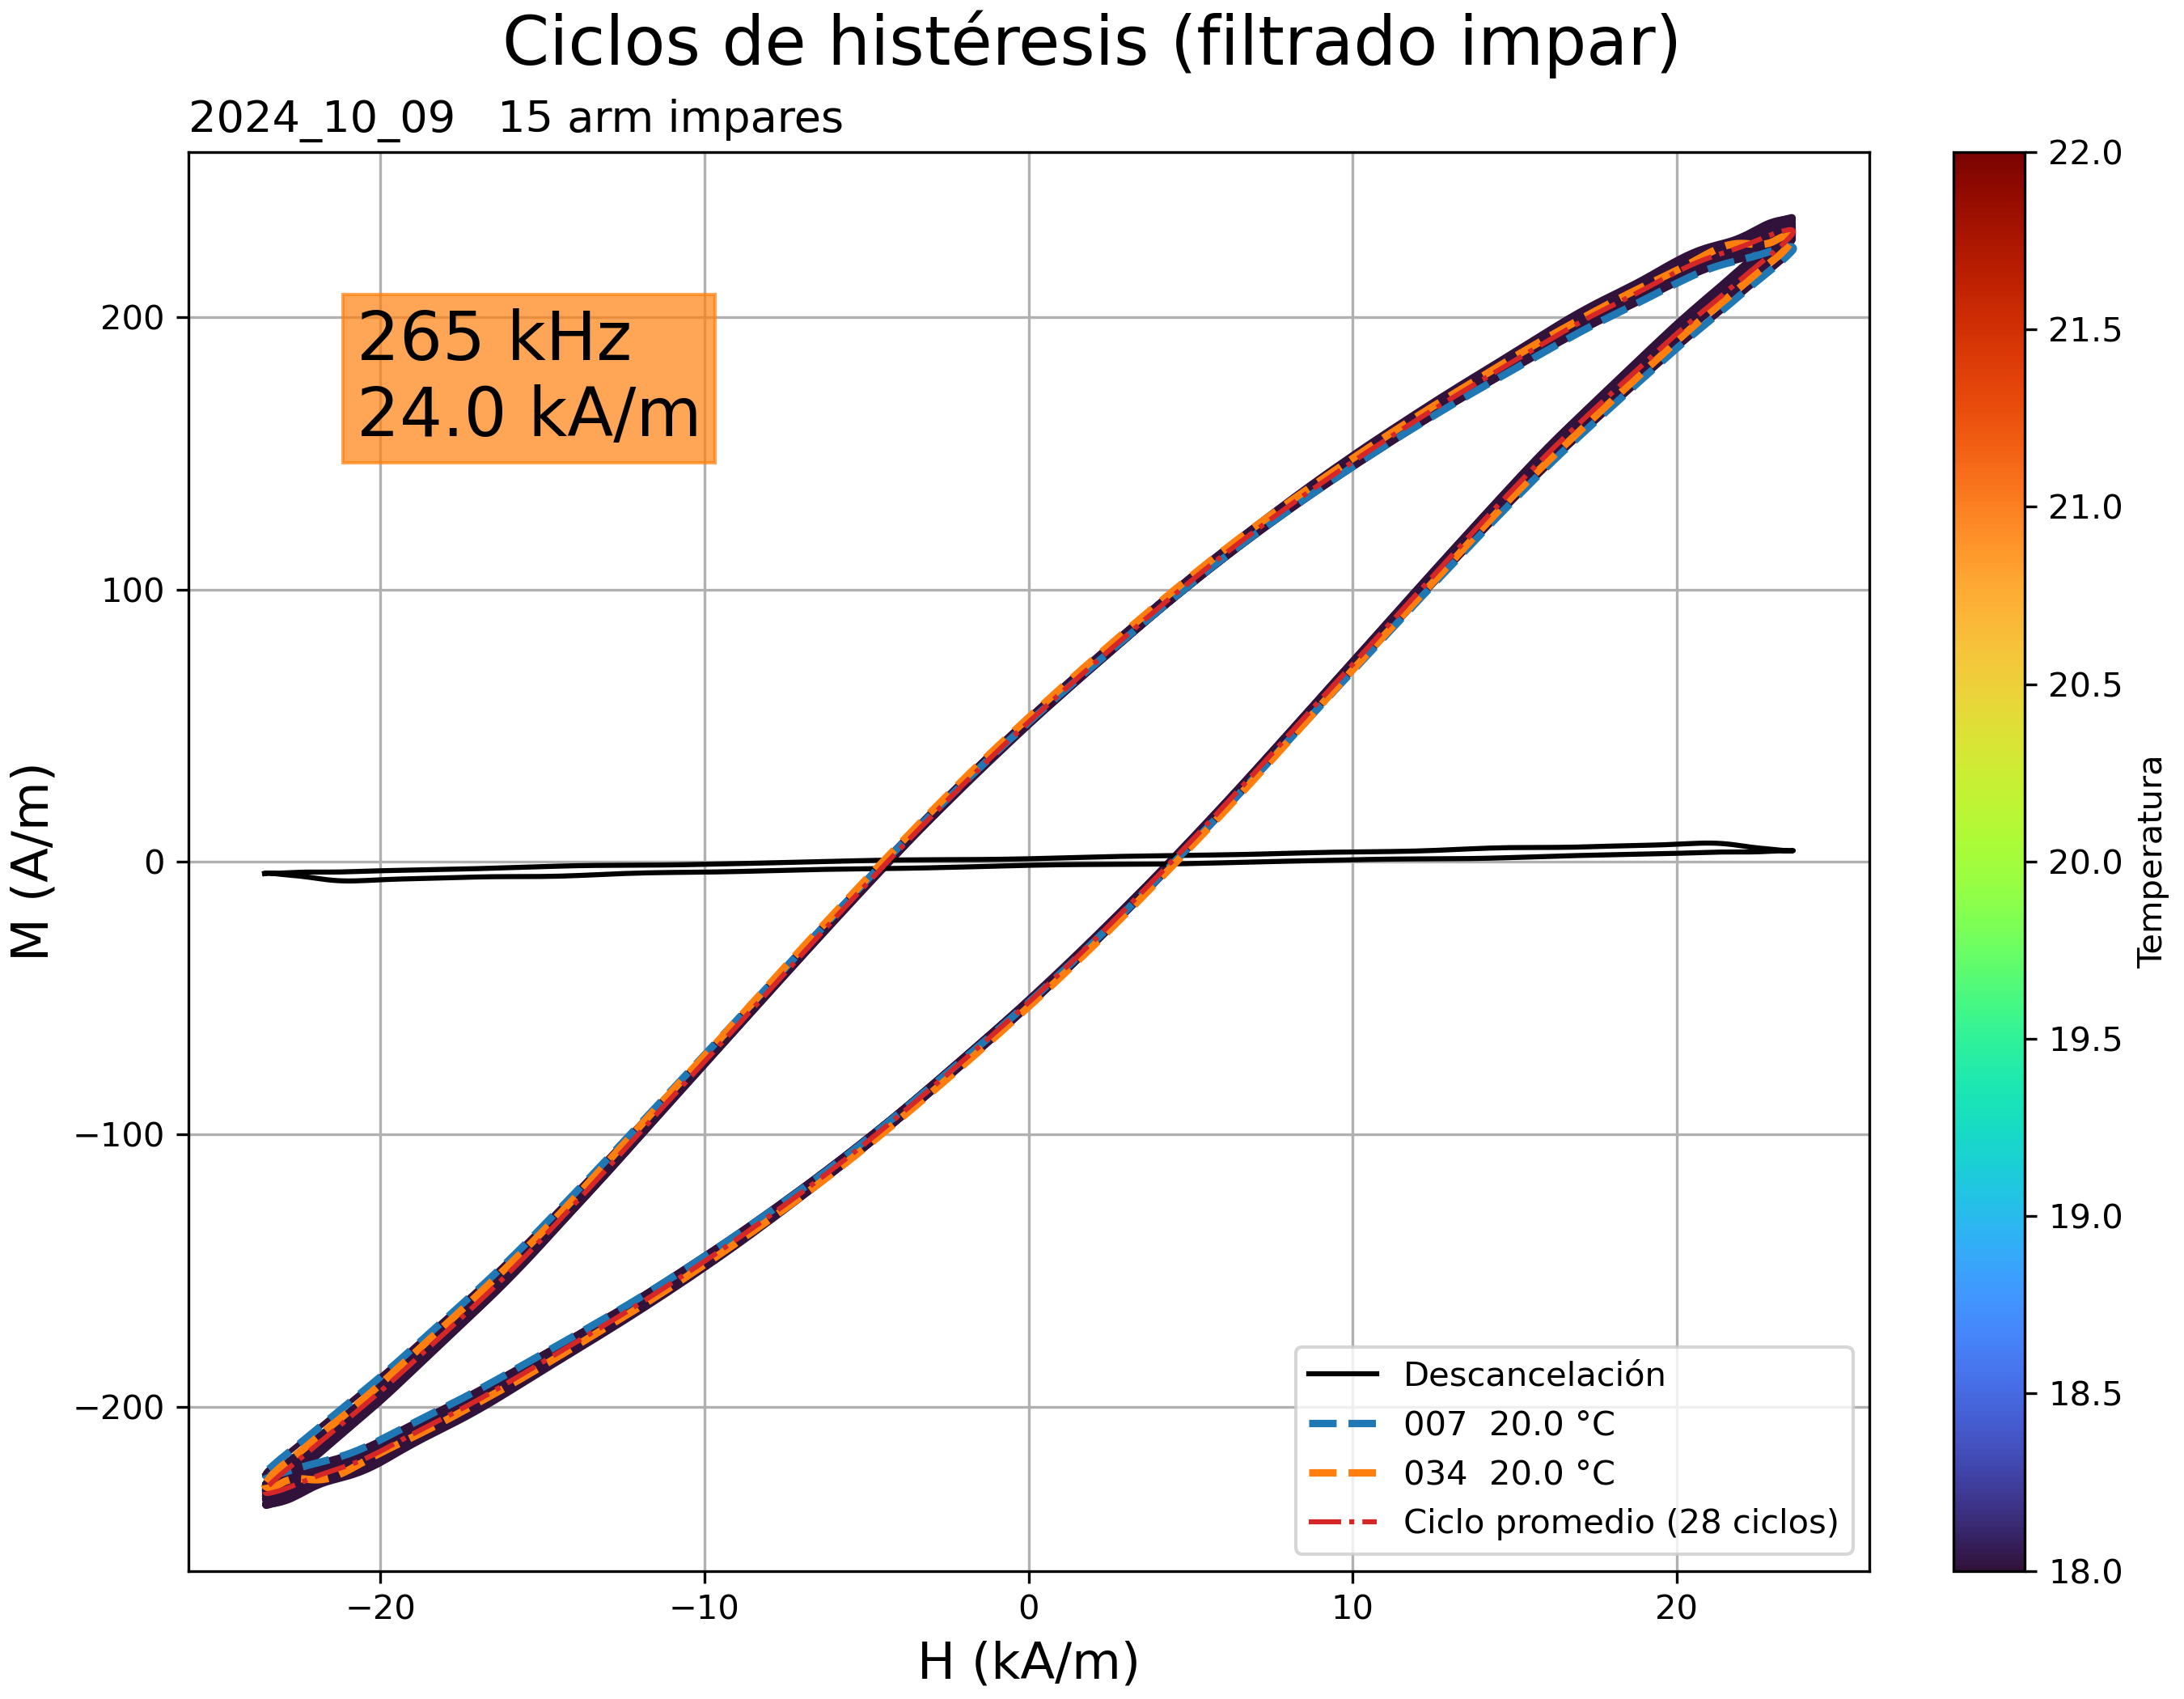 Ciclos de histéresis (filtrado impar)
2024_10_09   15 arm impares
265 kHz
24.0 kA/m
M (A/m)
200
100
0
−100
−200
−20
−10
0
10
20
H (kA/m)
Descancelación
007  20.0 °C
034  20.0 °C
Ciclo promedio (28 ciclos)
22.0
21.5
21.0
20.5
20.0
19.5
19.0
18.5
18.0
Temperatura